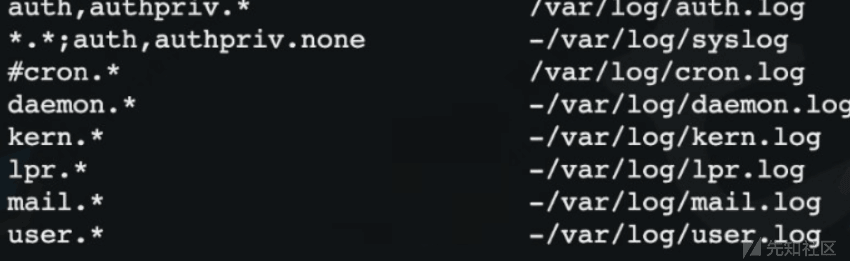 auth,authpriv.* /var/log/auth.log
*.*;auth,authpriv.none -/var/log/syslog
#cron.* /var/log/cron.log
daemon.* -/var/log/daemon.log
kern.* -/var/log/kern.log
lpr.* -/var/log/lpr.log
mail.* -/var/log/mail.log
user.* -/var/log/user.log
先知社区